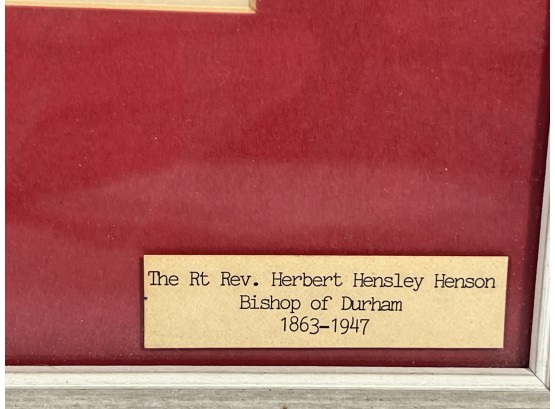 The Rt Rev. Herbert Hensley Henson
Bishop of Durham
1863-1947